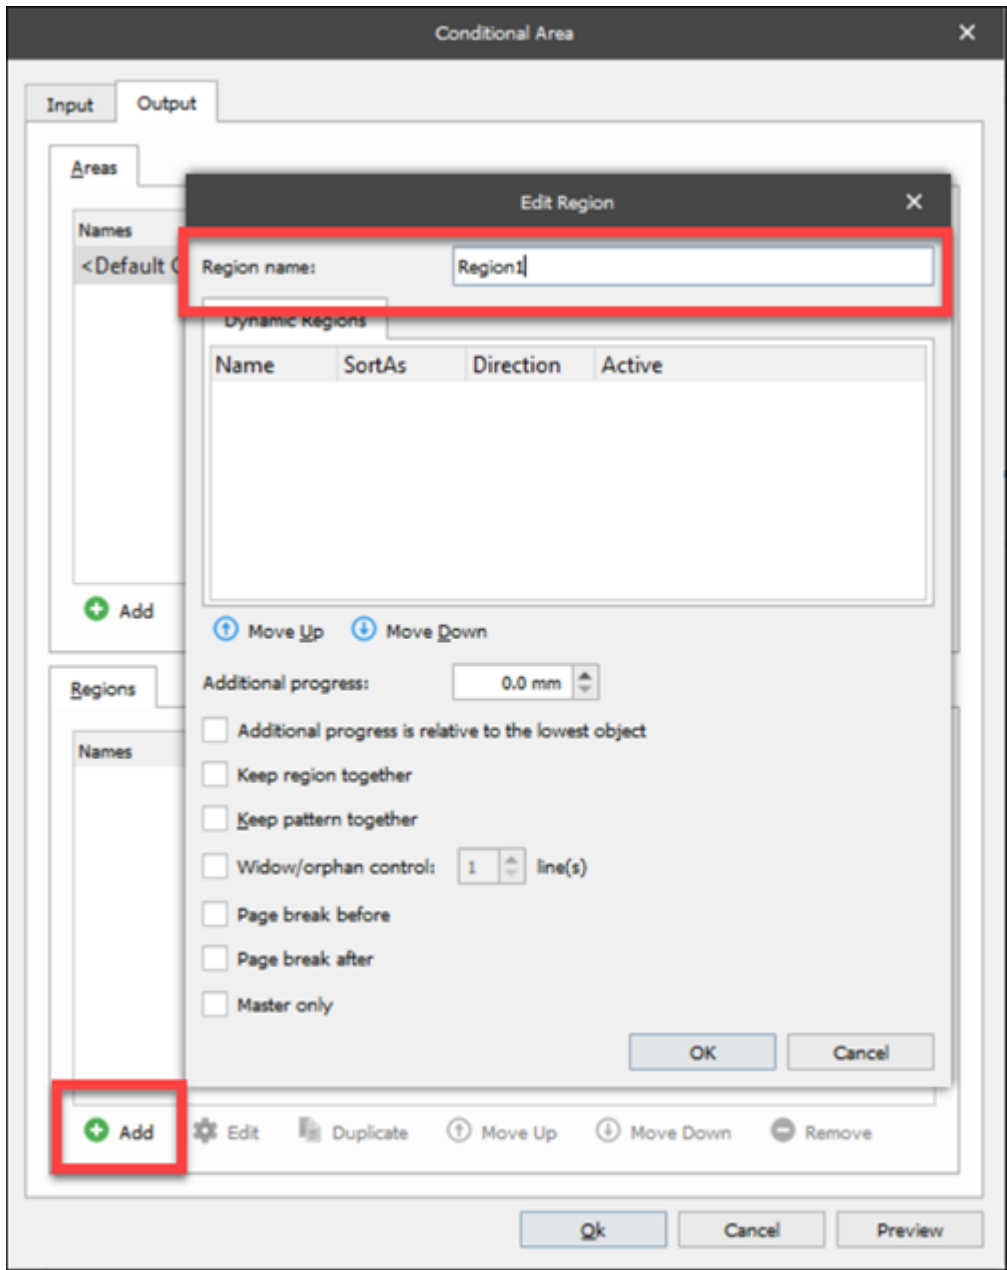 Conditional Area
Input Output
Areas
Names
<Default
Edit Region
Region name: Region1
Dynamic Regions
Name SortAs Direction Active
Add
Move Up Move Down
Additional progress: 0.0 mm
Additional progress is relative to the lowest object
Keep region together
Keep pattern together
Widow/orphan control: 1 line(s)
Page break before
Page break after
Master only
OK Cancel
Regions
Names
Add Edit Duplicate Move Up Move Down Remove
Ok Cancel Preview